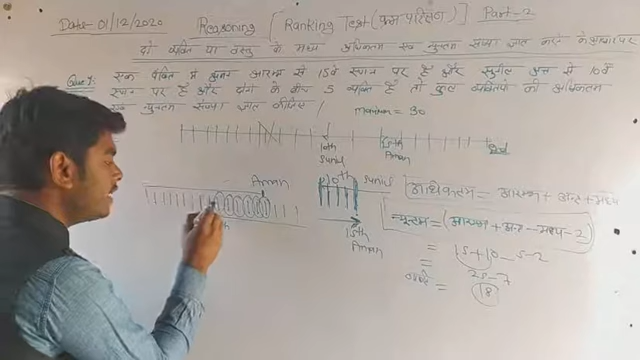 Date- 01/12/2020 Reasoning [Ranking Test (क्रम परीक्षण)] Part-2
दो व्यक्ति या वस्तु के मध्य अधिकतम एवं न्यूनतम संख्या ज्ञात करने के आधार पर
एक पंक्ति में अमन आरम्भ से 15वें स्थान पर है और सुनील अन्त से 10वें
स्थान पर है और दोनों के बीच 5 व्यक्ति हैं तो कुल व्यक्तियों की अधिकतम
एवं न्यूनतम संख्या ज्ञात कीजिए /
maximum = 30
10th
Sunil
15th
Aman
Aman
10th Sunil
15th
Aman
अधिकतम = आरम्भ + अन्त + मध्य
न्यूनतम = (आरम्भ + अन्त - मध्य - 2)
= 15+10-5-2
= 25-7
= 18